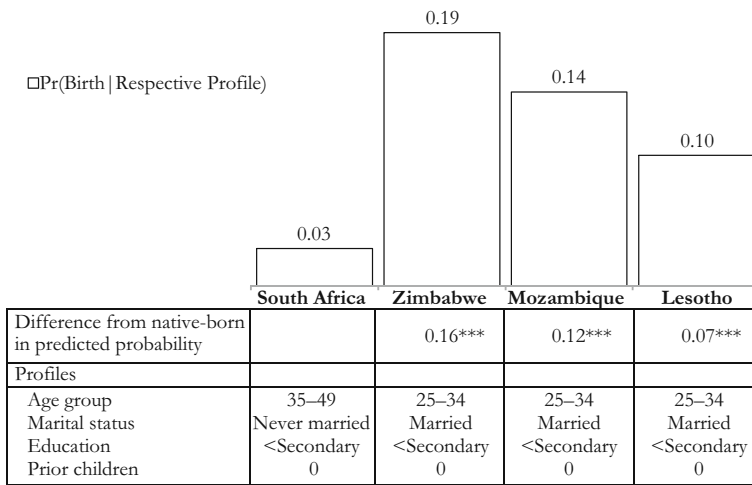 0.19
□Pr(Birth|Respective Profile)
0.14
0.10
0.03
South Africa Zimbabwe Mozambique Lesotho
Difference from native-born
in predicted probability 0.16*** 0.12*** 0.07***
Profiles
Age group 35–49 25–34 25–34 25–34
Marital status Never married Married Married Married
Education <Secondary <Secondary <Secondary <Secondary
Prior children 0 0 0 0